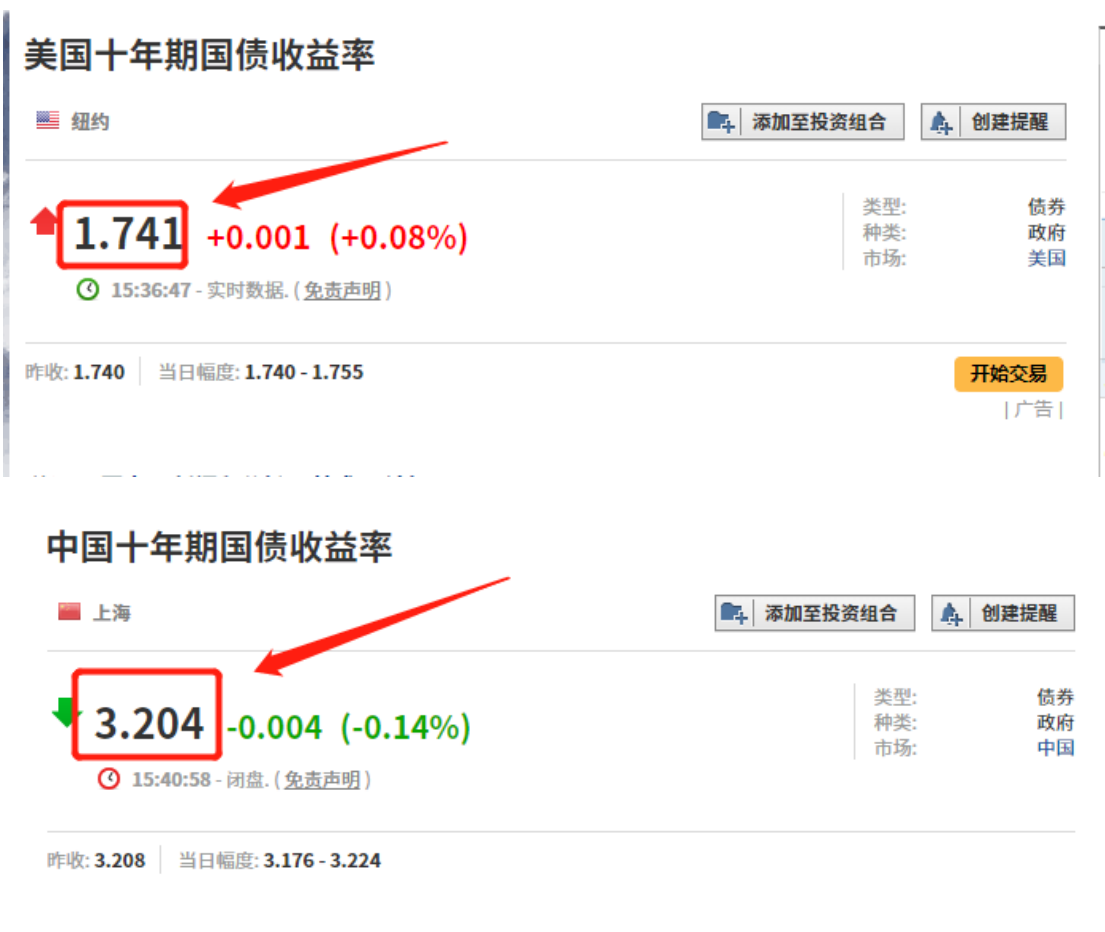 美国十年期国债收益率
纽约
添加至投资组合
创建提醒
1.741 +0.001 (+0.08%)
类型: 债券
种类: 政府
市场: 美国
15:36:47 - 实时数据. ( 免责声明 )
昨收: 1.740 当日幅度: 1.740 - 1.755
开始交易
| 广告 |
中国十年期国债收益率
上海
添加至投资组合
创建提醒
3.204 -0.004 (-0.14%)
类型: 债券
种类: 政府
市场: 中国
15:40:58 - 闭盘. ( 免责声明 )
昨收: 3.208 当日幅度: 3.176 - 3.224